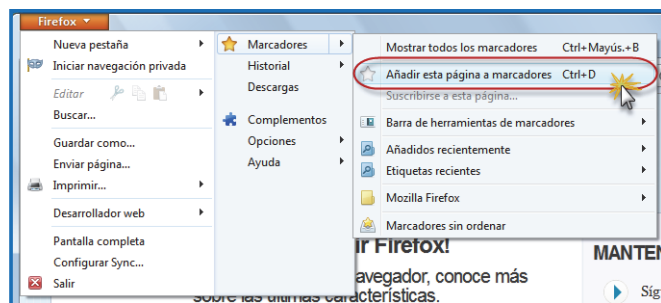 Firefox
Nueva pestaña
Iniciar navegación privada
Editar
Buscar...
Guardar como...
Enviar página...
Imprimir...
Desarrollador web
Pantalla completa
Configurar Sync...
Salir
Marcadores
Historial
Descargas
Complementos
Opciones
Ayuda
Mostrar todos los marcadores Ctrl+Mayús.+B
Añadir esta página a marcadores Ctrl+D
Suscribirse a esta página...
Barra de herramientas de marcadores
Añadidos recientemente
Etiquetas recientes
Mozilla Firefox
Marcadores sin ordenar
ir Firefox!
avegador, conoce más
sobre las últimas características.
MANTEN
Síg